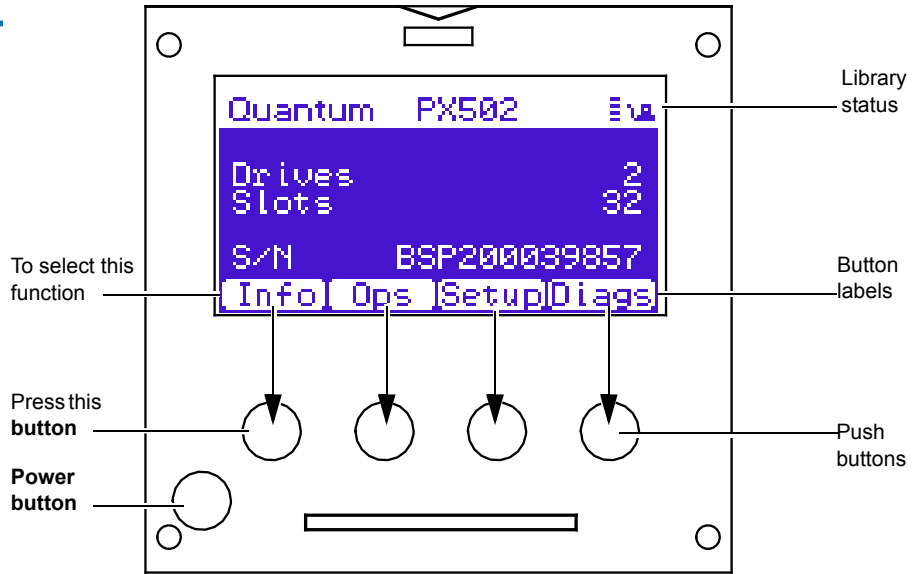 Library
status
Quantum PX502
Drives 2
Slots 32
S/N BSP200039857
Info Ops Setup Diags
To select this
function
Button
labels
Press this
button
Push
buttons
Power
button